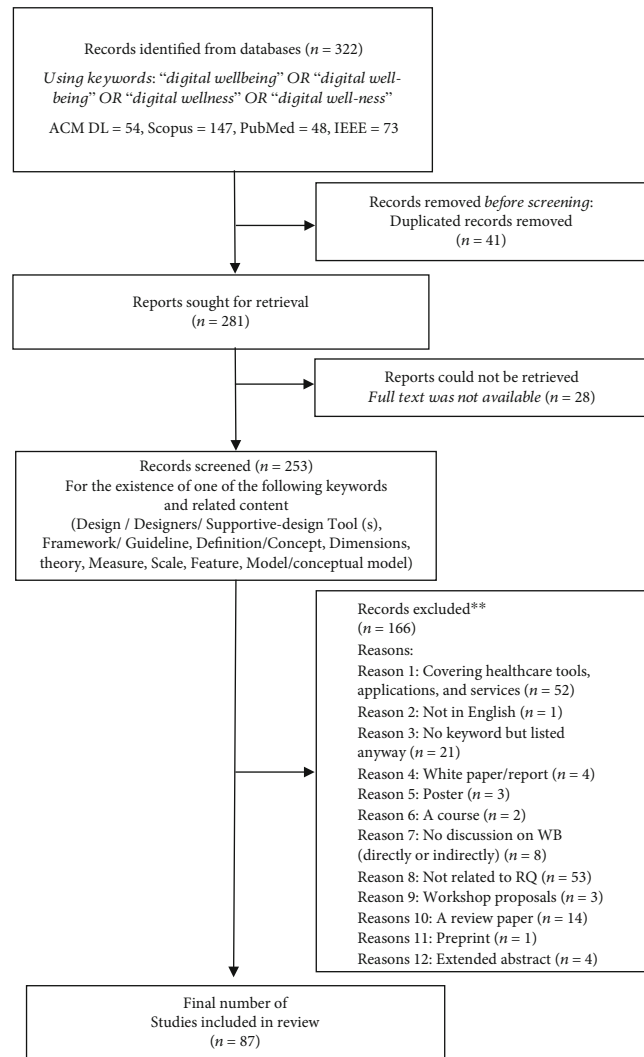 Records identified from databases (n = 322)
Using keywords: “digital wellbeing” OR “digital well-
being” OR “digital wellness” OR “digital well-ness”
ACM DL = 54, Scopus = 147, PubMed = 48, IEEE = 73
Records removed before screening:
Duplicated records removed
(n = 41)
Reports sought for retrieval
(n = 281)
Reports could not be retrieved
Full text was not available (n = 28)
Records screened (n = 253)
For the existence of one of the following keywords
and related content
(Design / Designers/ Supportive-design Tool (s),
Framework/ Guideline, Definition/Concept, Dimensions,
theory, Measure, Scale, Feature, Model/conceptual model)
Records excluded**
(n = 166)
Reasons:
Reason 1: Covering healthcare tools,
applications, and services (n = 52)
Reason 2: Not in English (n = 1)
Reason 3: No keyword but listed
anyway (n = 21)
Reason 4: White paper/report (n = 4)
Reason 5: Poster (n = 3)
Reason 6: A course (n = 2)
Reason 7: No discussion on WB
(directly or indirectly) (n = 8)
Reason 8: Not related to RQ (n = 53)
Reason 9: Workshop proposals (n = 3)
Reasons 10: A review paper (n = 14)
Reasons 11: Preprint (n = 1)
Reasons 12: Extended abstract (n = 4)
Final number of
Studies included in review
(n = 87)